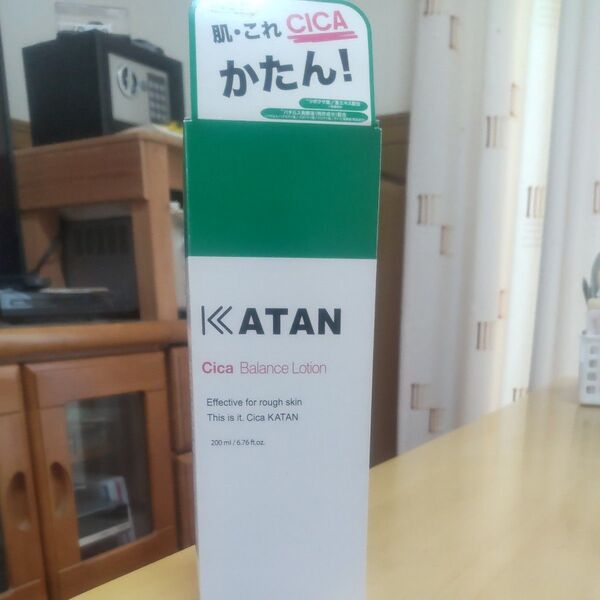 肌・これ CICA
かたん!
KATAN
Cica Balance Lotion
Effective for rough skin
This is it. Cica KATAN
200 ml / 6.76 fl.oz.